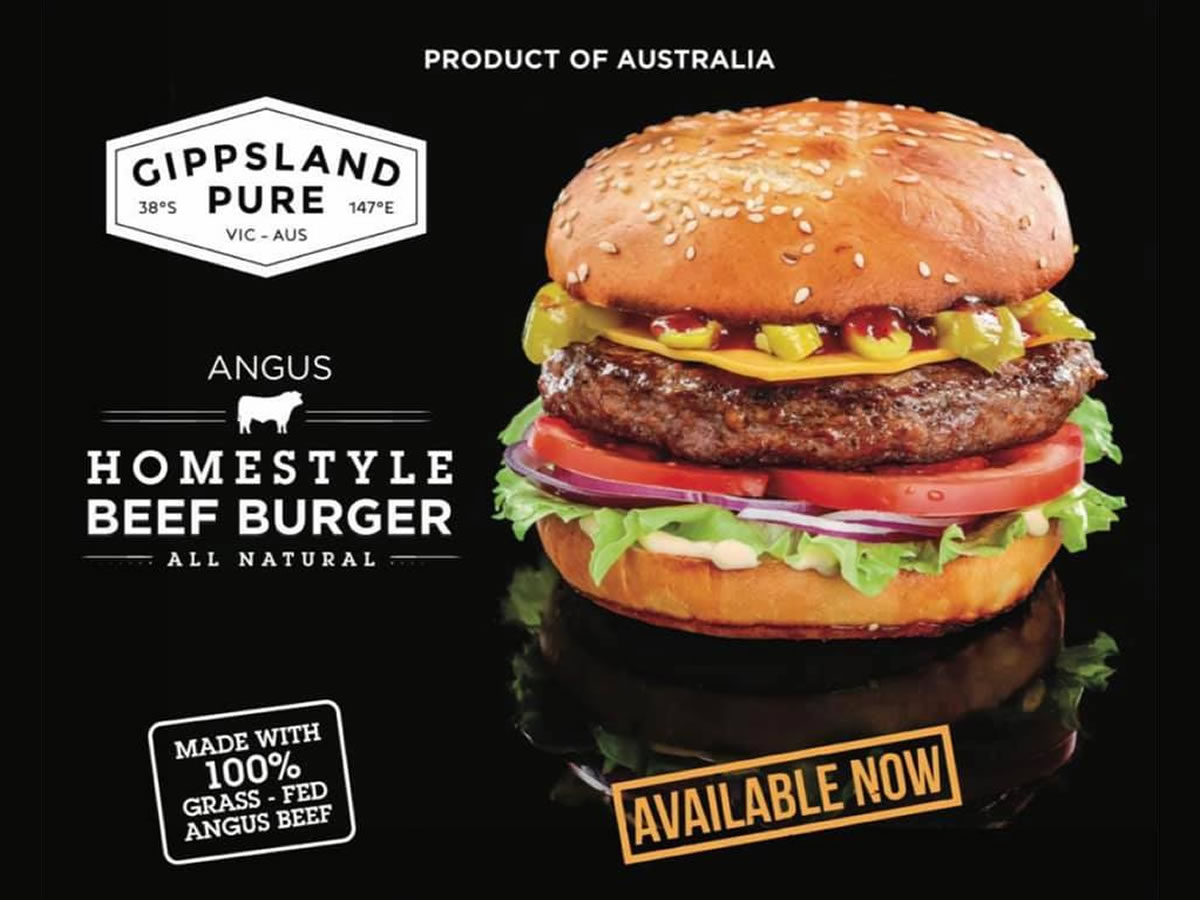 PRODUCT OF AUSTRALIA
GIPPSLAND
PURE
38°S
147°E
VIC - AUS
ANGUS
HOMESTYLE
BEEF BURGER
ALL NATURAL
MADE WITH
100%
GRASS - FED
ANGUS BEEF
AVAILABLE NOW